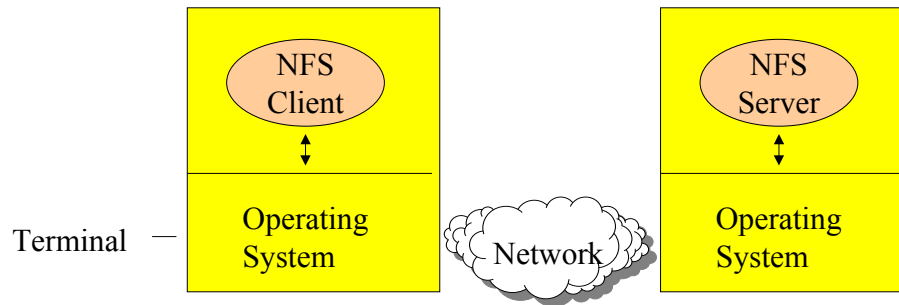 NFS
Client
NFS
Server
Operating
System
Operating
System
Terminal
Network